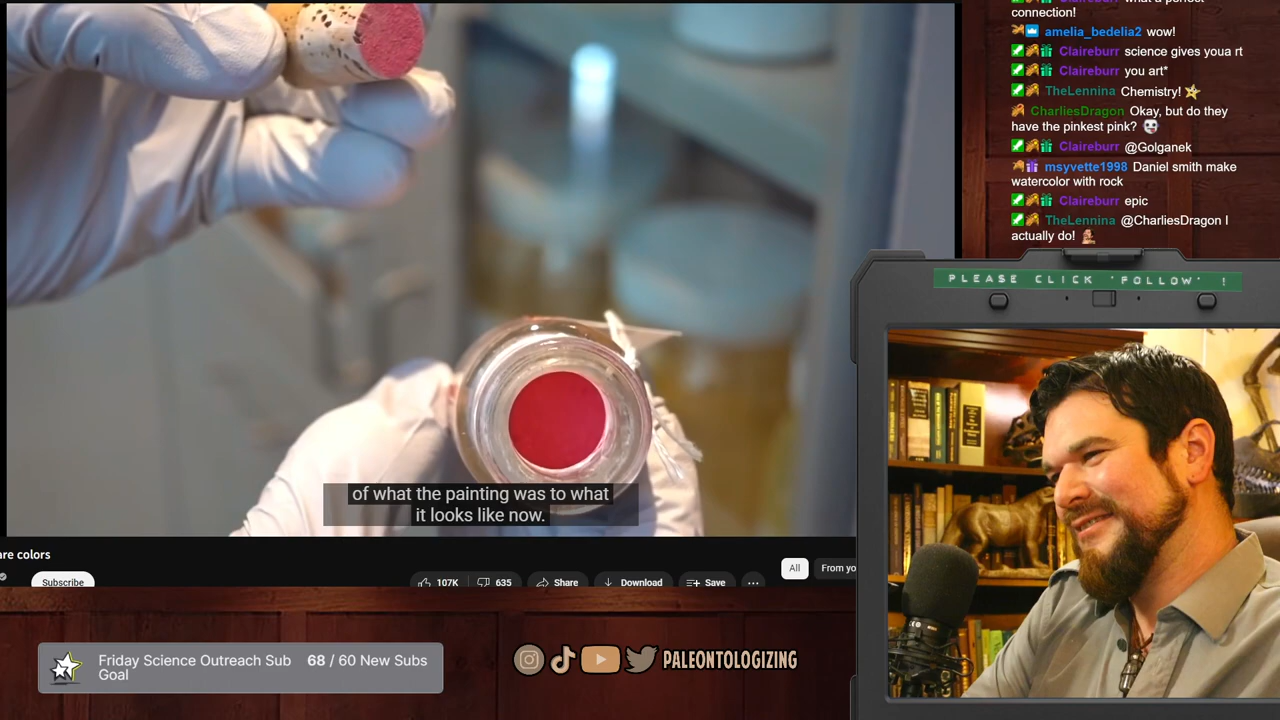 connection!
amelia_bedelia2 wow!
Claireburr science gives youa rt
Claireburr you art*
TheLennina Chemistry!
CharliesDragon Okay, but do they
have the pinkest pink?
Claireburr @Golganek
msyvette1998 Daniel smith make
watercolor with rock
Claireburr epic
TheLennina @CharliesDragon I
actually do!
PLEASE CLICK 'FOLLOW' !
of what the painting was to what
it looks like now.
are colors
Subscribe
107K
635
Share
Download
Save
...
All
From yo
Friday Science Outreach Sub
Goal
68 / 60 New Subs
PALEONTOLOGIZING